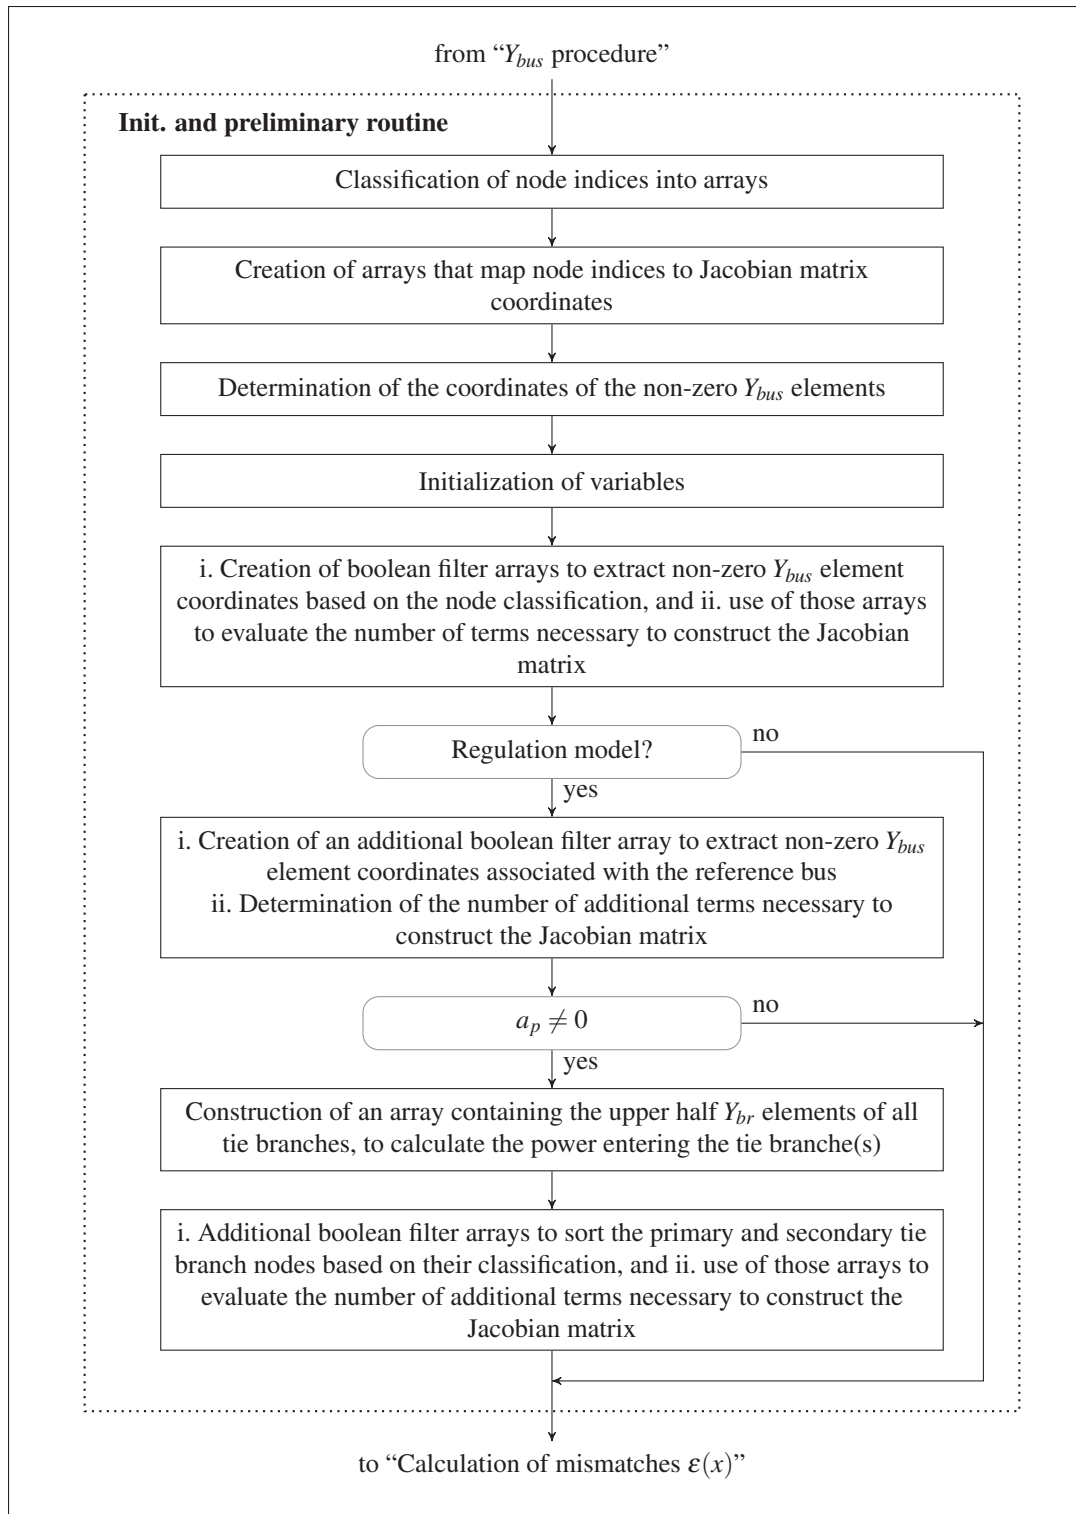 from “Y_bus procedure”
Init. and preliminary routine
Classification of node indices into arrays
Creation of arrays that map node indices to Jacobian matrix
coordinates
Determination of the coordinates of the non-zero Y_bus elements
Initialization of variables
i. Creation of boolean filter arrays to extract non-zero Y_bus element
coordinates based on the node classification, and ii. use of those arrays
to evaluate the number of terms necessary to construct the Jacobian
matrix
Regulation model?
no
yes
i. Creation of an additional boolean filter array to extract non-zero Y_bus
element coordinates associated with the reference bus
ii. Determination of the number of additional terms necessary to
construct the Jacobian matrix
a_p ≠ 0
no
yes
Construction of an array containing the upper half Y_br elements of all
tie branches, to calculate the power entering the tie branche(s)
i. Additional boolean filter arrays to sort the primary and secondary tie
branch nodes based on their classification, and ii. use of those arrays to
evaluate the number of additional terms necessary to construct the
Jacobian matrix
to “Calculation of mismatches ε(x)”